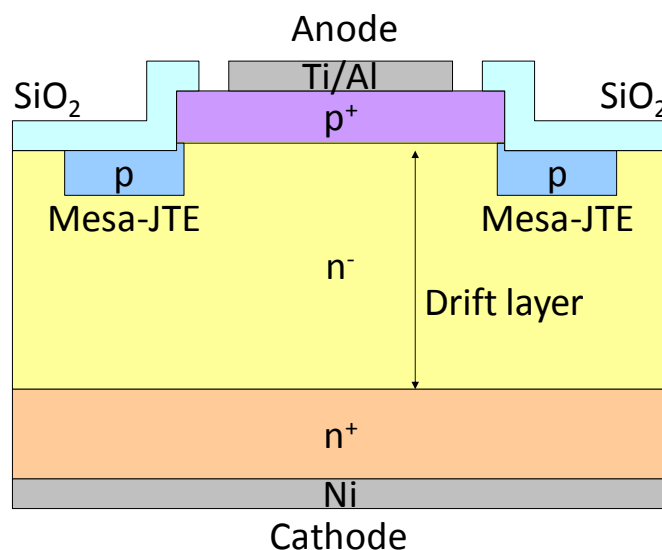 Anode
Ti/Al
SiO₂ SiO₂
p⁺
p p
Mesa-JTE Mesa-JTE
n⁻
Drift layer
n⁺
Ni
Cathode